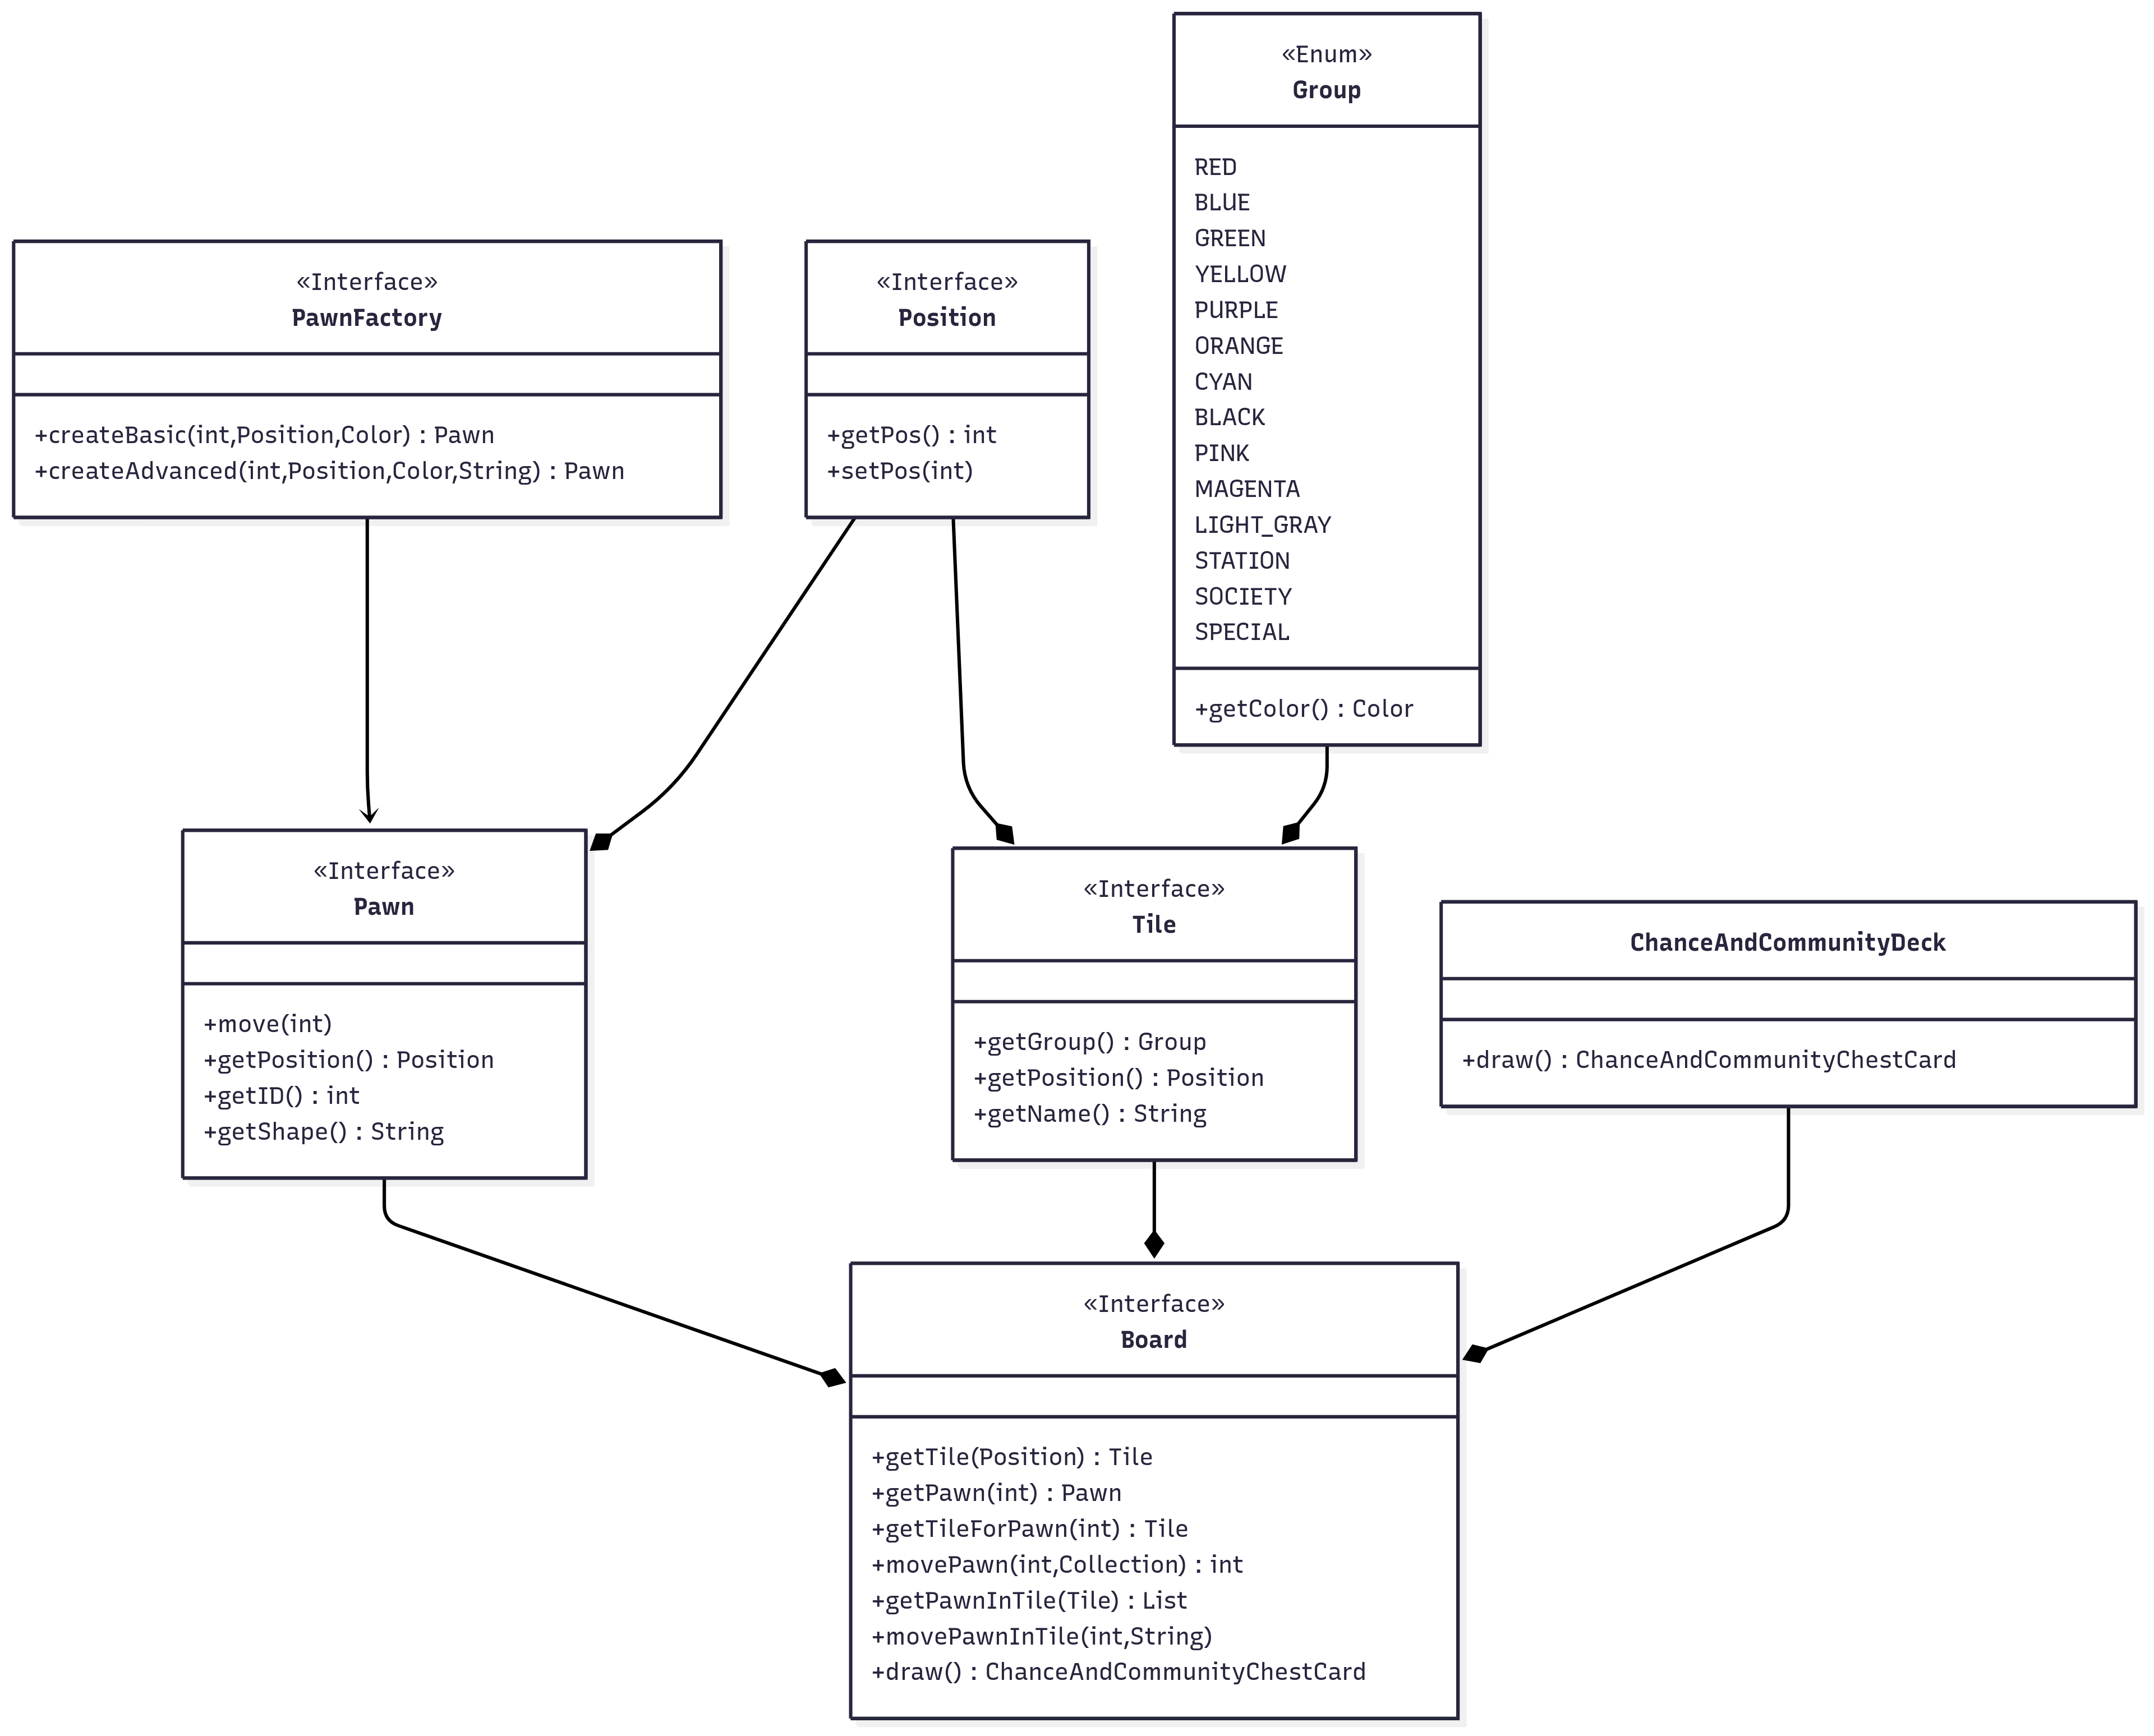 «Enum»
Group
RED
BLUE
GREEN
YELLOW
PURPLE
ORANGE
CYAN
BLACK
PINK
MAGENTA
LIGHT_GRAY
STATION
SOCIETY
SPECIAL
+getColor() : Color
«Interface»
PawnFactory
+createBasic(int,Position,Color) : Pawn
+createAdvanced(int,Position,Color,String) : Pawn
«Interface»
Position
+getPos() : int
+setPos(int)
«Interface»
Pawn
+move(int)
+getPosition() : Position
+getID() : int
+getShape() : String
«Interface»
Tile
+getGroup() : Group
+getPosition() : Position
+getName() : String
ChanceAndCommunityDeck
+draw() : ChanceAndCommunityChestCard
«Interface»
Board
+getTile(Position) : Tile
+getPawn(int) : Pawn
+getTileForPawn(int) : Tile
+movePawn(int,Collection) : int
+getPawnInTile(Tile) : List
+movePawnInTile(int,String)
+draw() : ChanceAndCommunityChestCard